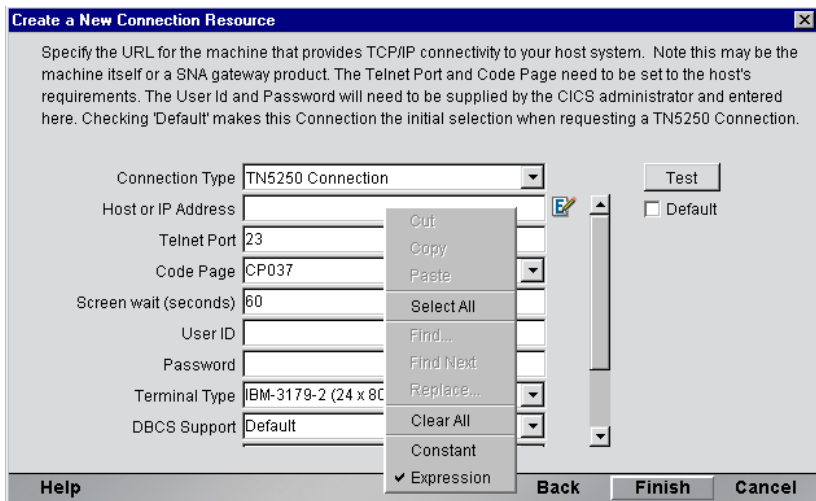 Create a New Connection Resource
Specify the URL for the machine that provides TCP/IP connectivity to your host system. Note this may be the
machine itself or a SNA gateway product. The Telnet Port and Code Page need to be set to the host's
requirements. The User Id and Password will need to be supplied by the CICS administrator and entered
here. Checking 'Default' makes this Connection the initial selection when requesting a TN5250 Connection.
Connection Type TN5250 Connection
Test
Host or IP Address
Default
Telnet Port 23
Code Page CP037
Screen wait (seconds) 60
User ID
Password
Terminal Type IBM-3179-2 (24 x 80
DBCS Support Default
Cut
Copy
Paste
Select All
Find...
Find Next
Replace...
Clear All
Constant
Expression
Help
Back
Finish
Cancel